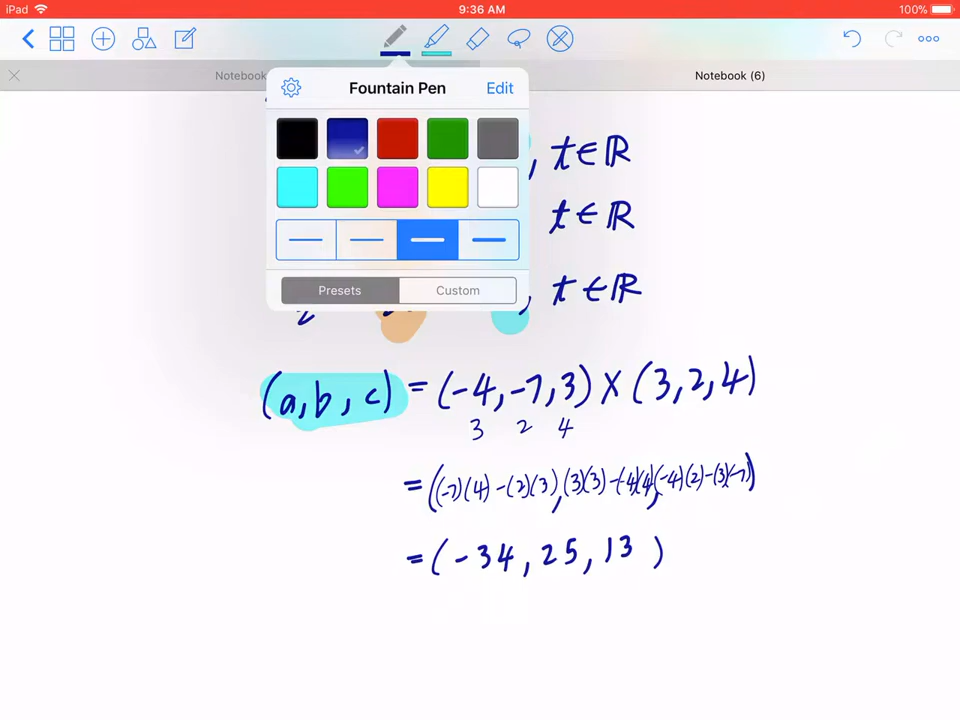 iPad 9:36 AM 100%
Notebook
Notebook (6)
Fountain Pen
Edit
, t∈ℝ
t∈ℝ
Presets
Custom
, t∈ℝ
(a,b,c) = (-4,-7,3) × (3,2,4)
3 2 4
= ((-7)(4)-(2)(3), (3)(3)-(-4)(4), (-4)(2)-(3)(-7))
= (-34, 25, 13)